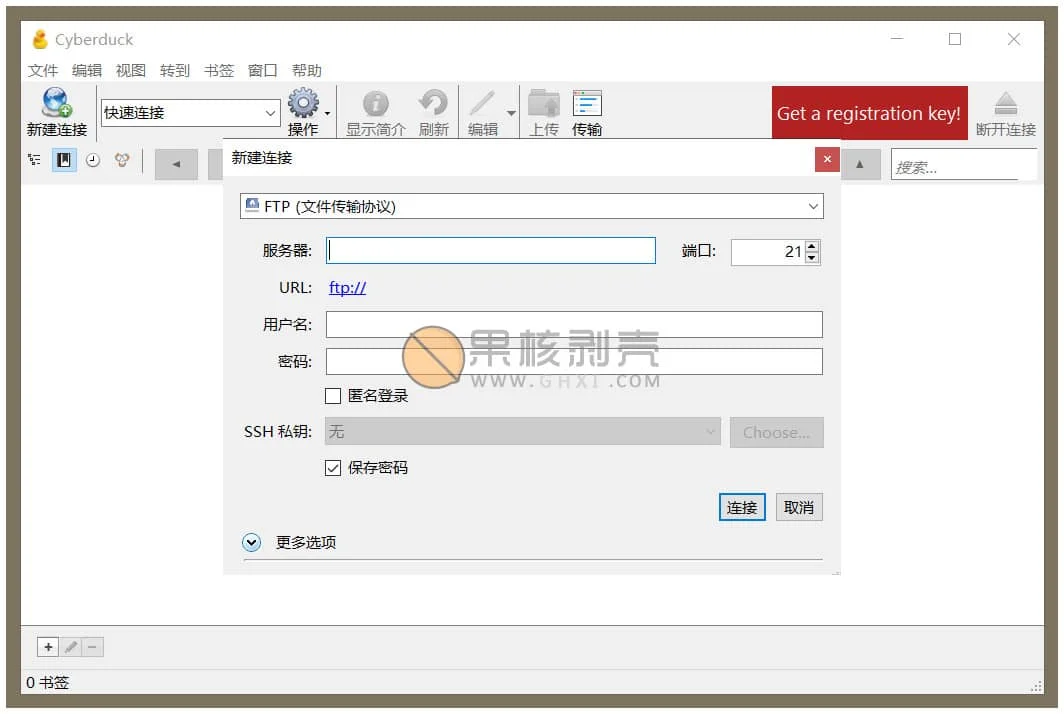 Cyberduck
文件 编辑 视图 转到 书签 窗口 帮助
新建连接 快速连接 操作 显示简介 刷新 编辑 上传 传输 Get a registration key! 断开连接
搜索...
新建连接
FTP (文件传输协议)
服务器: 端口: 21
URL: ftp://
用户名:
果核剥壳
密码:
WWW.GHXI.COM
匿名登录
SSH 私钥: 无 Choose...
保存密码
连接 取消
更多选项
0 书签